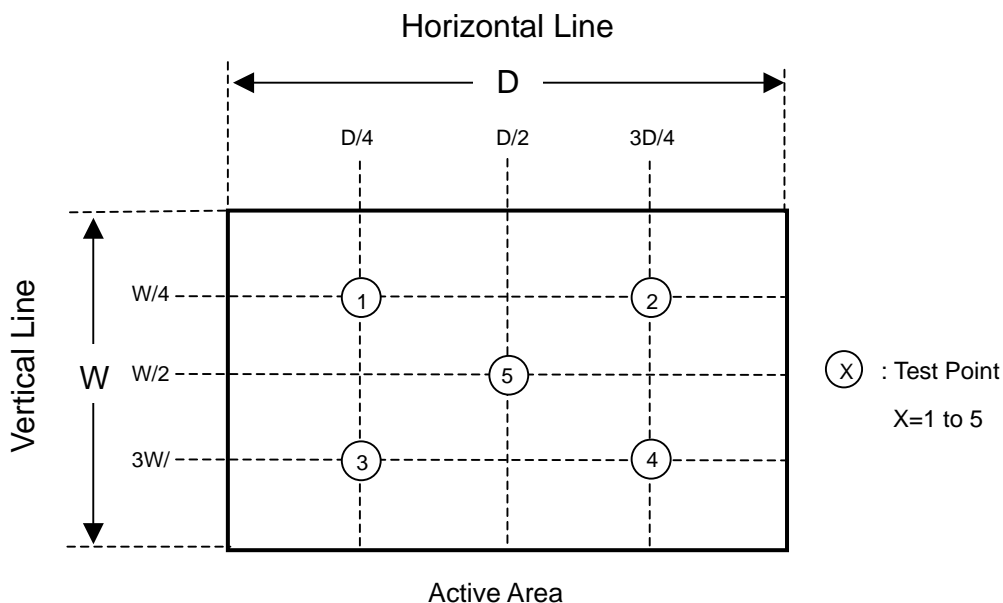 Horizontal Line
D
D/4 D/2 3D/4
Vertical Line
W
W/4
1 2
W/2
5
X : Test Point
X=1 to 5
3W/
3 4
Active Area